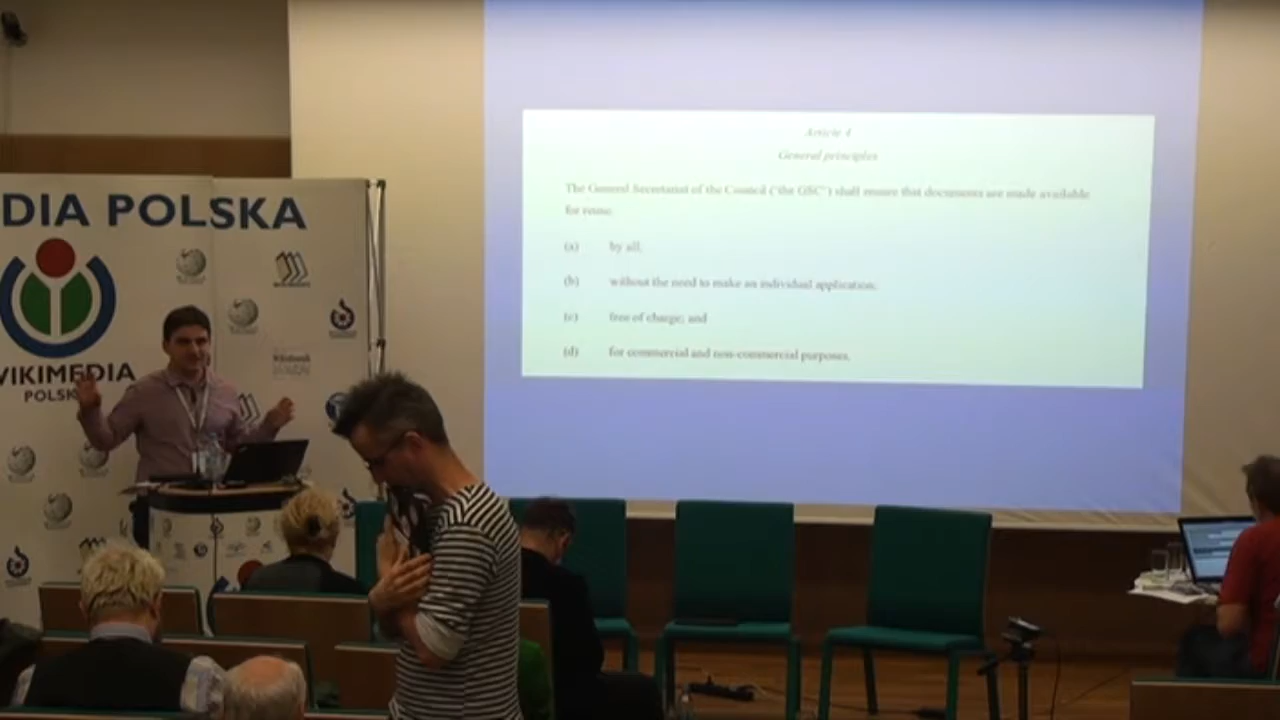 DIA POLSKA
VIKIMEDIA
POLSK
Article 4
General principles
The General Secretariat of the Council ("the GSC") shall ensure that documents are made available
for reuse:
(a) by all;
(b) without the need to make an individual application;
(c) free of charge; and
(d) for commercial and non-commercial purposes.